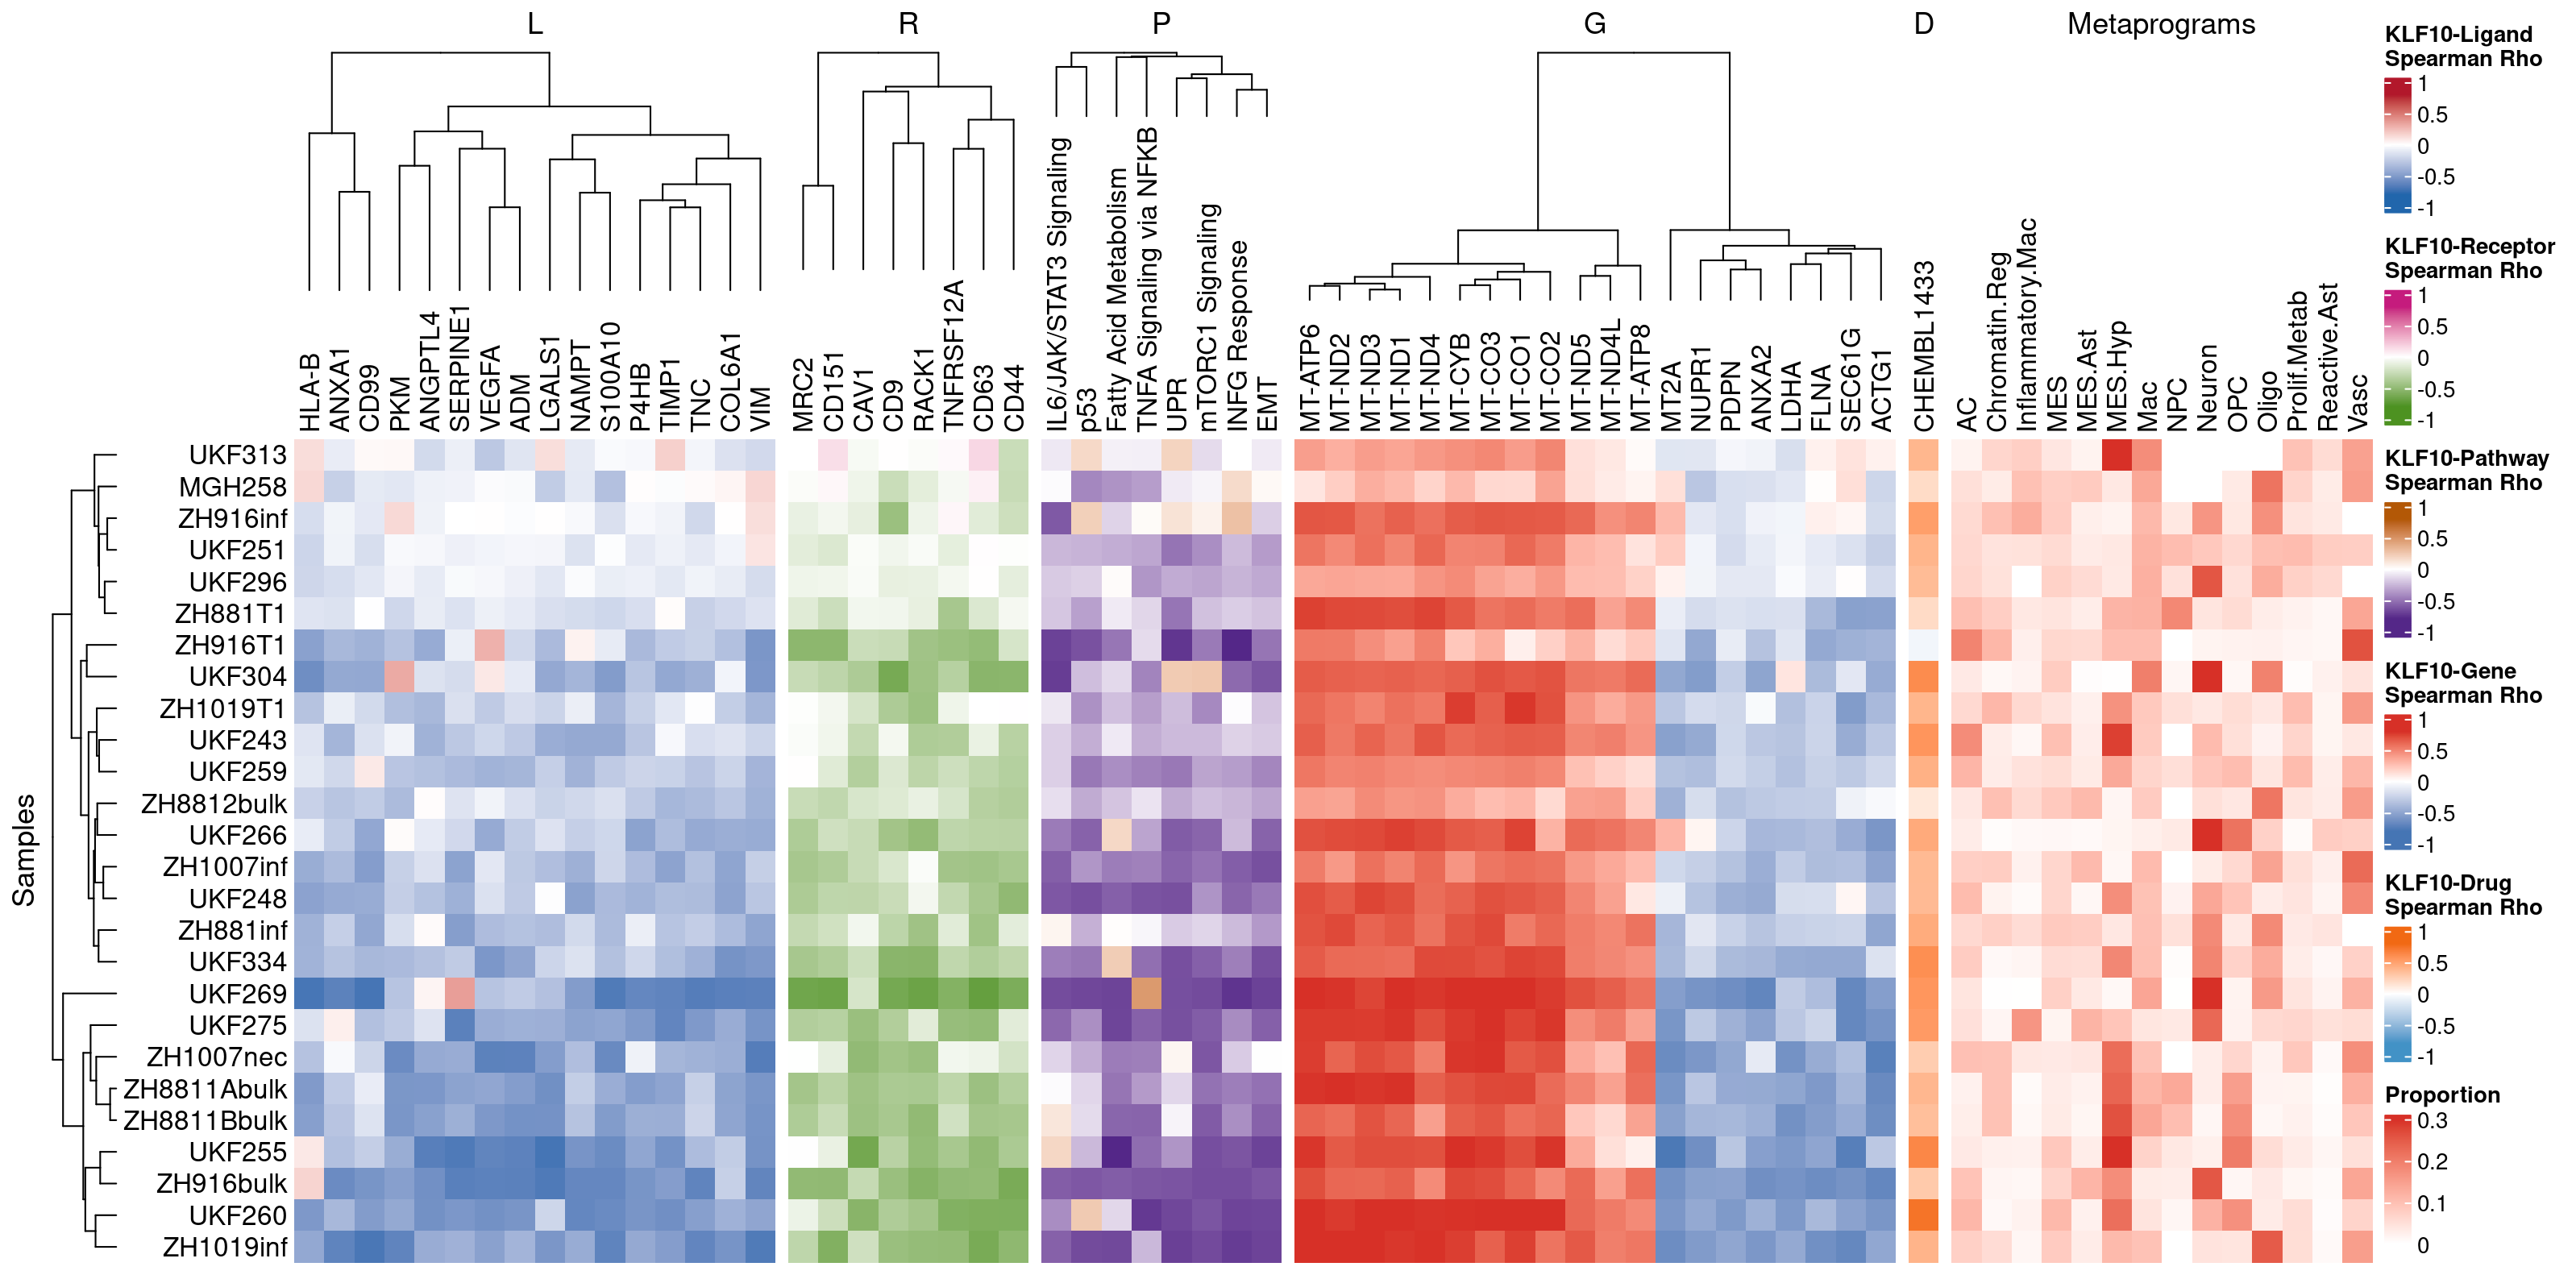 L R P G D Metaprograms
HLA-B
ANXA1
CD99
PKM
ANGPTL4
SERPINE1
VEGFA
ADM
LGALS1
NAMPT
S100A10
P4HB
TIMP1
TNC
COL6A1
VIM
MRC2
CD151
CAV1
CD9
RACK1
TNFRSF12A
CD63
CD44
IL6/JAK/STAT3 Signaling
p53
Fatty Acid Metabolism
TNFA Signaling via NFKB
UPR
mTORC1 Signaling
INFG Response
EMT
MT-ATP6
MT-ND2
MT-ND3
MT-ND1
MT-ND4
MT-CYB
MT-CO3
MT-CO1
MT-CO2
MT-ND5
MT-ND4L
MT-ATP8
MT2A
NUPR1
PDPN
ANXA2
LDHA
FLNA
SEC61G
ACTG1
CHEMBL1433
AC
Chromatin.Reg
Inflammatory.Mac
MES
MES.Ast
MES.Hyp
Mac
NPC
Neuron
OPC
Oligo
Prolif.Metab
Reactive.Ast
Vasc
Samples
UKF313
MGH258
ZH916inf
UKF251
UKF296
ZH881T1
ZH916T1
UKF304
ZH1019T1
UKF243
UKF259
ZH8812bulk
UKF266
ZH1007inf
UKF248
ZH881inf
UKF334
UKF269
UKF275
ZH1007nec
ZH8811Abulk
ZH8811Bbulk
UKF255
ZH916bulk
UKF260
ZH1019inf
KLF10-Ligand
Spearman Rho
1
0.5
0
-0.5
-1
KLF10-Receptor
Spearman Rho
1
0.5
0
-0.5
-1
KLF10-Pathway
Spearman Rho
1
0.5
0
-0.5
-1
KLF10-Gene
Spearman Rho
1
0.5
0
-0.5
-1
KLF10-Drug
Spearman Rho
1
0.5
0
-0.5
-1
Proportion
0.3
0.2
0.1
0